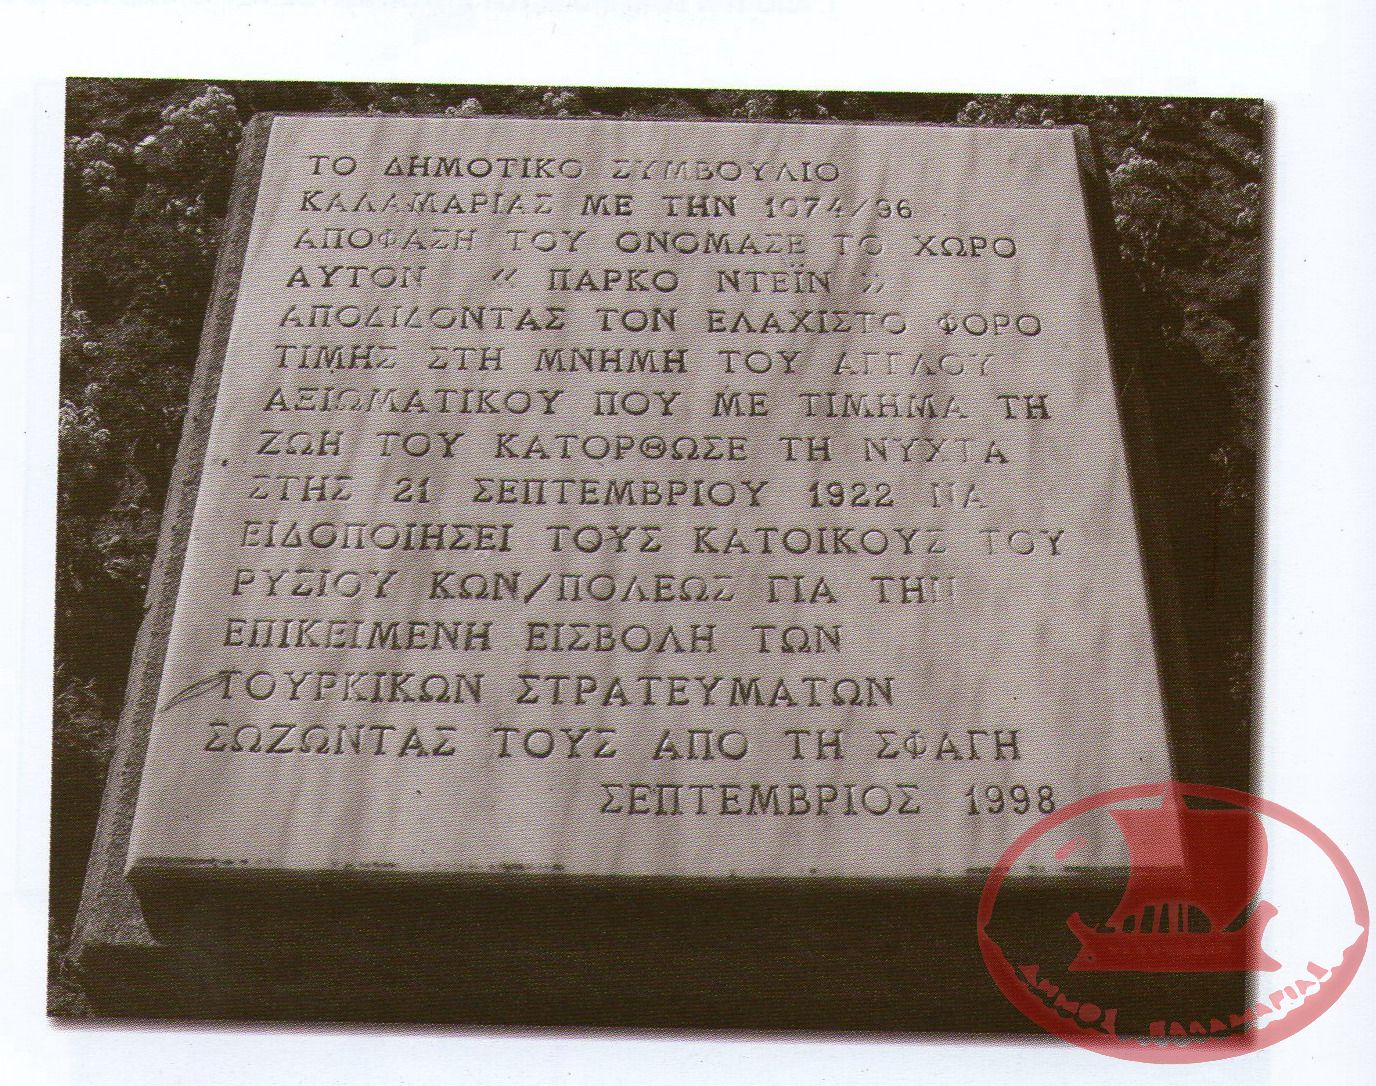 ΤΟ ΔΗΜΟΤΙΚΟ ΣΥΜΒΟΥΛΙΟ
ΚΑΛΑΜΑΡΙΑΣ ΜΕ ΤΗΝ 1074/96
ΑΠΟΦΑΣΗ ΤΟΥ ΟΝΟΜΑΣΕ ΤΟ ΧΩΡΟ
ΑΥΤΟΝ « ΠΑΡΚΟ ΝΤΕΪΝ »
ΑΠΟΔΙΔΟΝΤΑΣ ΤΟΝ ΕΛΑΧΙΣΤΟ ΦΟΡΟ
ΤΙΜΗΣ ΣΤΗ ΜΝΗΜΗ ΤΟΥ ΑΓΓΛΟΥ
ΑΞΙΩΜΑΤΙΚΟΥ ΠΟΥ ΜΕ ΤΙΜΗΜΑ ΤΗ
ΖΩΗ ΤΟΥ ΚΑΤΟΡΘΩΣΕ ΤΗ ΝΥΧΤΑ
ΣΤΗΣ 21 ΣΕΠΤΕΜΒΡΙΟΥ 1922 ΝΑ
ΕΙΔΟΠΟΙΗΣΕΙ ΤΟΥΣ ΚΑΤΟΙΚΟΥΣ ΤΟΥ
ΡΥΣΙΟΥ ΚΩΝ/ΠΟΛΕΩΣ ΓΙΑ ΤΗΝ
ΕΠΙΚΕΙΜΕΝΗ ΕΙΣΒΟΛΗ ΤΩΝ
ΤΟΥΡΚΙΚΩΝ ΣΤΡΑΤΕΥΜΑΤΩΝ
ΣΩΖΩΝΤΑΣ ΤΟΥΣ ΑΠΟ ΤΗ ΣΦΑΓΗ
ΣΕΠΤΕΜΒΡΙΟΣ 1998
ΔΗΜΟΣ ΚΑΛΑΜΑΡΙΑΣ